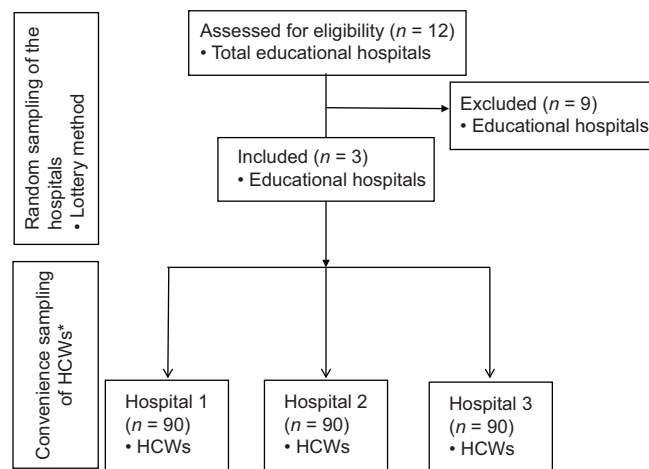 Assessed for eligibility (n = 12)
• Total educational hospitals
Random sampling of the
hospitals
• Lottery method
Excluded (n = 9)
• Educational hospitals
Included (n = 3)
• Educational hospitals
Convenience sampling
of HCWs*
Hospital 1
(n = 90)
• HCWs
Hospital 2
(n = 90)
• HCWs
Hospital 3
(n = 90)
• HCWs